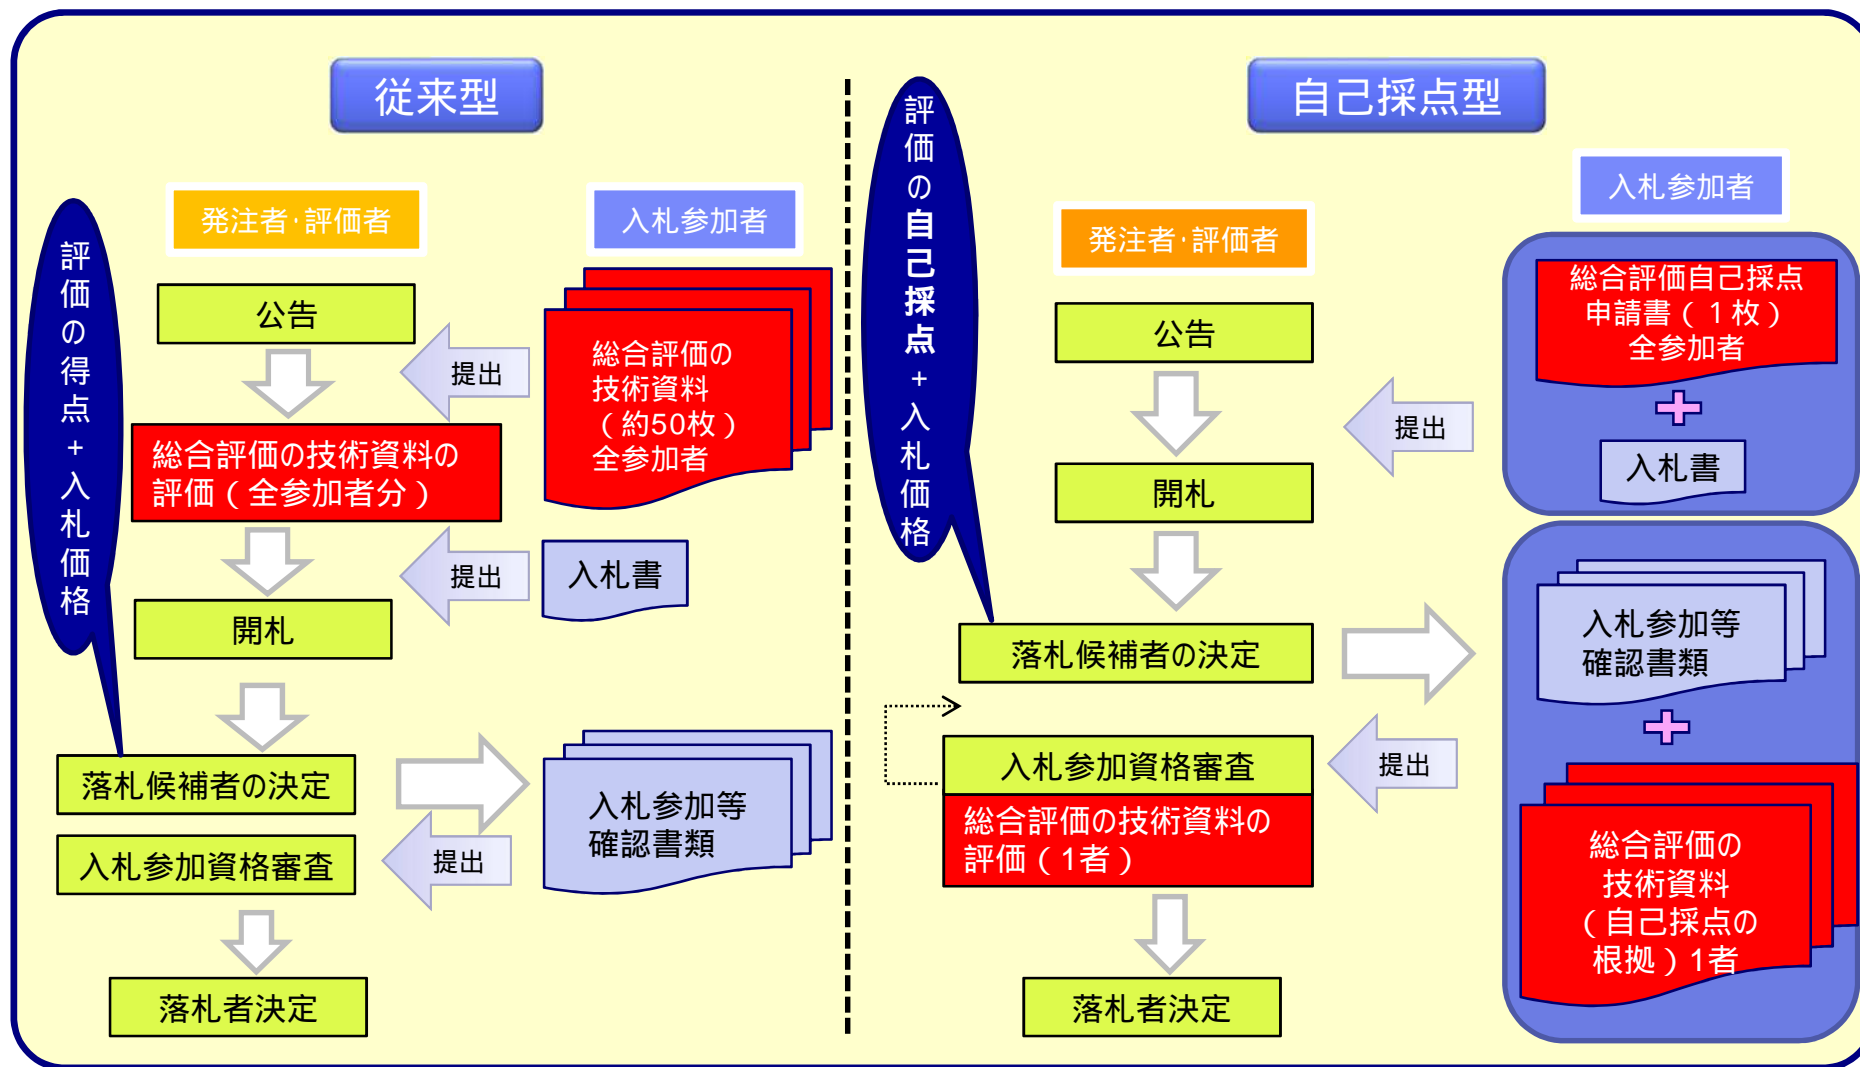 従来型
発注者・評価者
入札参加者
評価の得点+入札価格
公告
提出
総合評価の
技術資料
(約50枚)
全参加者
総合評価の技術資料の
評価(全参加者分)
提出
入札書
開札
落札候補者の決定
入札参加等
確認書類
入札参加資格審査
提出
落札者決定
自己採点型
評価の自己採点+入札価格
発注者・評価者
入札参加者
公告
総合評価自己採点
申請書(1枚)
全参加者
提出
入札書
開札
落札候補者の決定
入札参加等
確認書類
入札参加資格審査
提出
総合評価の技術資料の
評価(1者)
総合評価の
技術資料
(自己採点の
根拠)1者
落札者決定